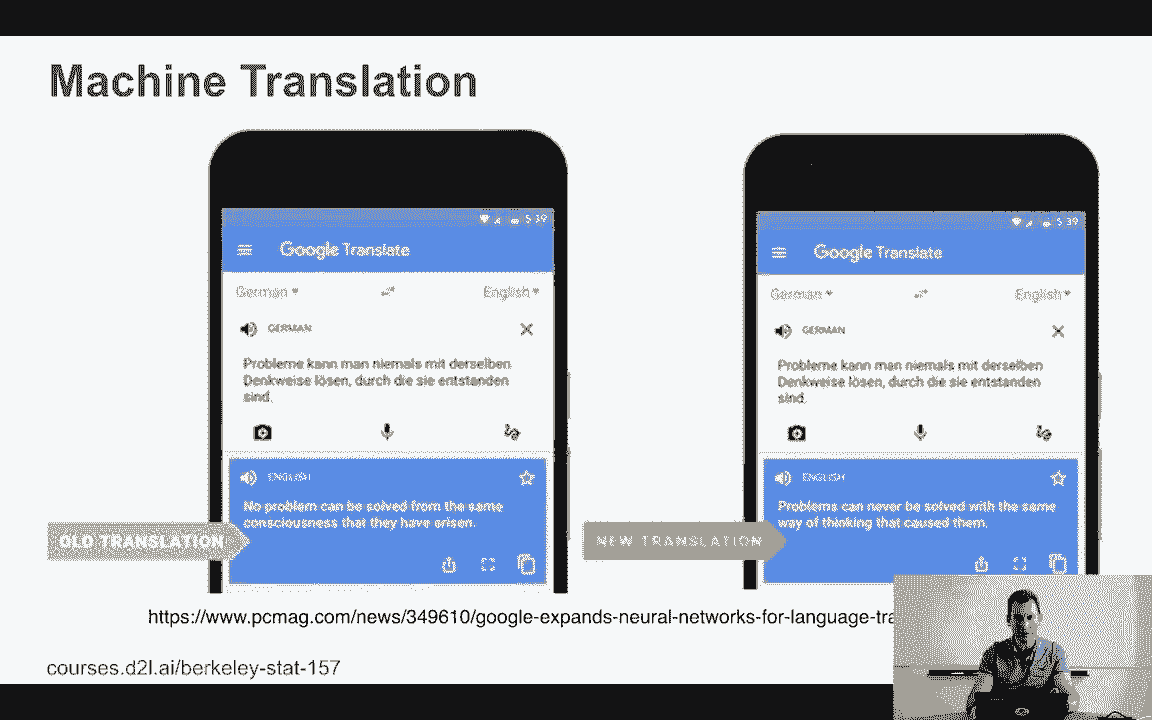 Machine Translation
5:39
Google Translate
German
English
GERMAN
Probleme kann man niemals mit derselben
Denkweise lösen, durch die sie entstanden
sind.
ENGLISH
No problem can be solved from the same
consciousness that they have arisen.
OLD TRANSLATION
5:39
Google Translate
German
English
GERMAN
Probleme kann man niemals mit derselben
Denkweise lösen, durch die sie entstanden
sind.
ENGLISH
Problems can never be solved with the same
way of thinking that caused them.
NEW TRANSLATION
https://www.pcmag.com/news/349610/google-expands-neural-networks-for-language-tra
courses.d2l.ai/berkeley-stat-157